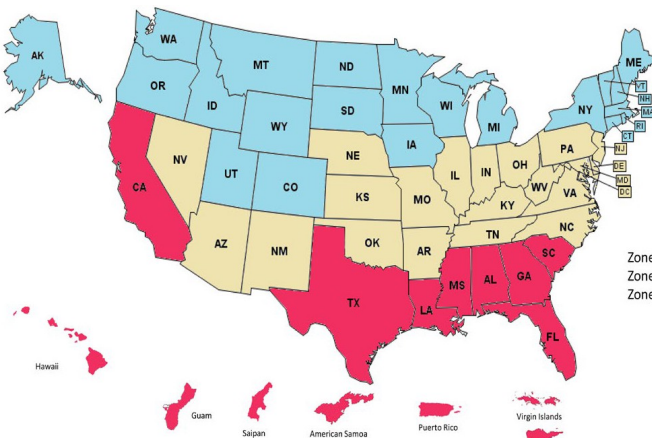 AK
WA
MT
ND
MN
ME
VT
NH
MA
RI
CT
OR
ID
WY
SD
WI
MI
NY
IA
NV
UT
CO
NE
KS
MO
IL
IN
OH
PA
NJ
DE
MD
DC
WV
VA
KY
CA
AZ
NM
OK
AR
TN
NC
SC
TX
LA
MS
AL
GA
FL
Zone
Zone
Zone
Hawaii
Guam
Saipan
American Samoa
Puerto Rico
Virgin Islands